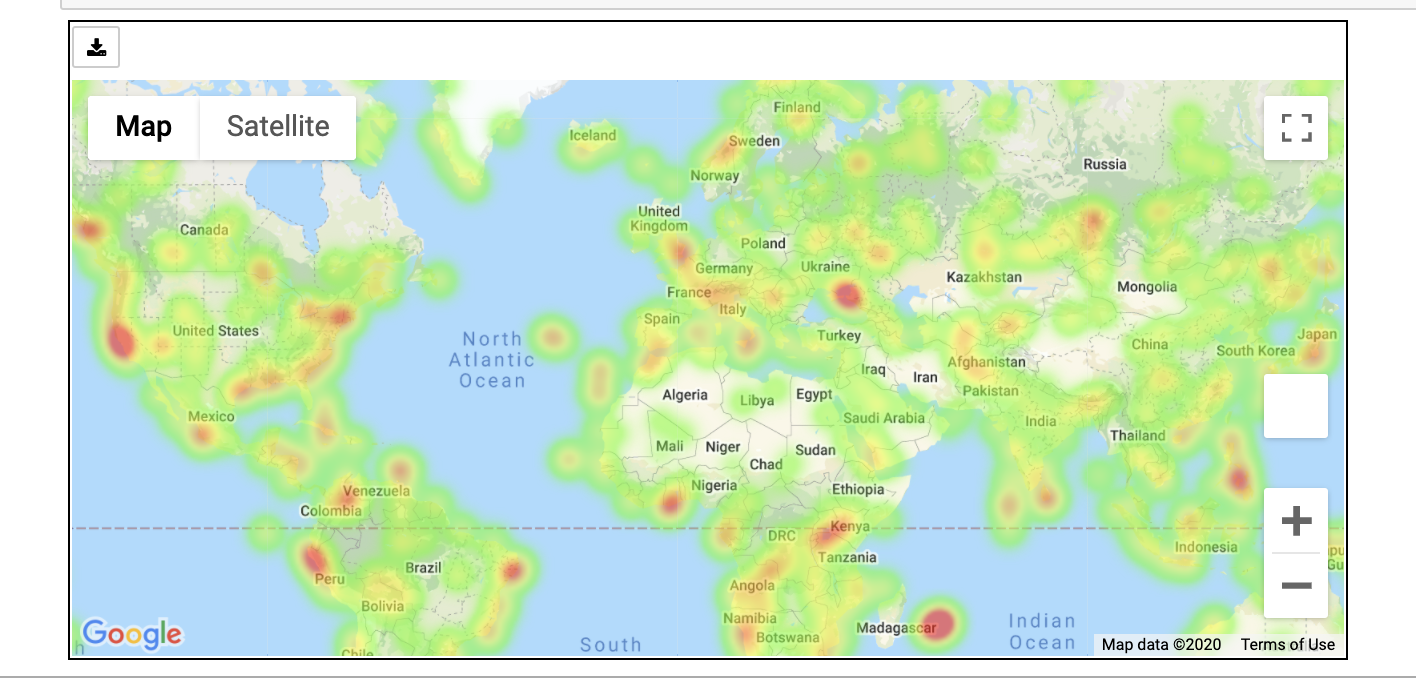 Map
Satellite
Finland
Iceland
Sweden
Russia
Norway
United
Kingdom
Canada
Poland
Germany
Ukraine
Kazakhstan
Mongolia
France
Italy
Spain
United States
North
Atlantic
Ocean
Turkey
Japan
China
South Korea
Afghanistan
Iraq
Iran
Algeria
Libya
Egypt
Pakistan
Mexico
Saudi Arabia
India
Thailand
Mali
Niger
Sudan
Chad
Nigeria
Ethiopia
Venezuela
Colombia
Kenya
DRC
Indonesia
Tanzania
Brazil
Peru
Angola
Bolivia
Namibia
Botswana
Madagascar
Indian
Ocean
Google
South
Chile
Map data ©2020
Terms of Use